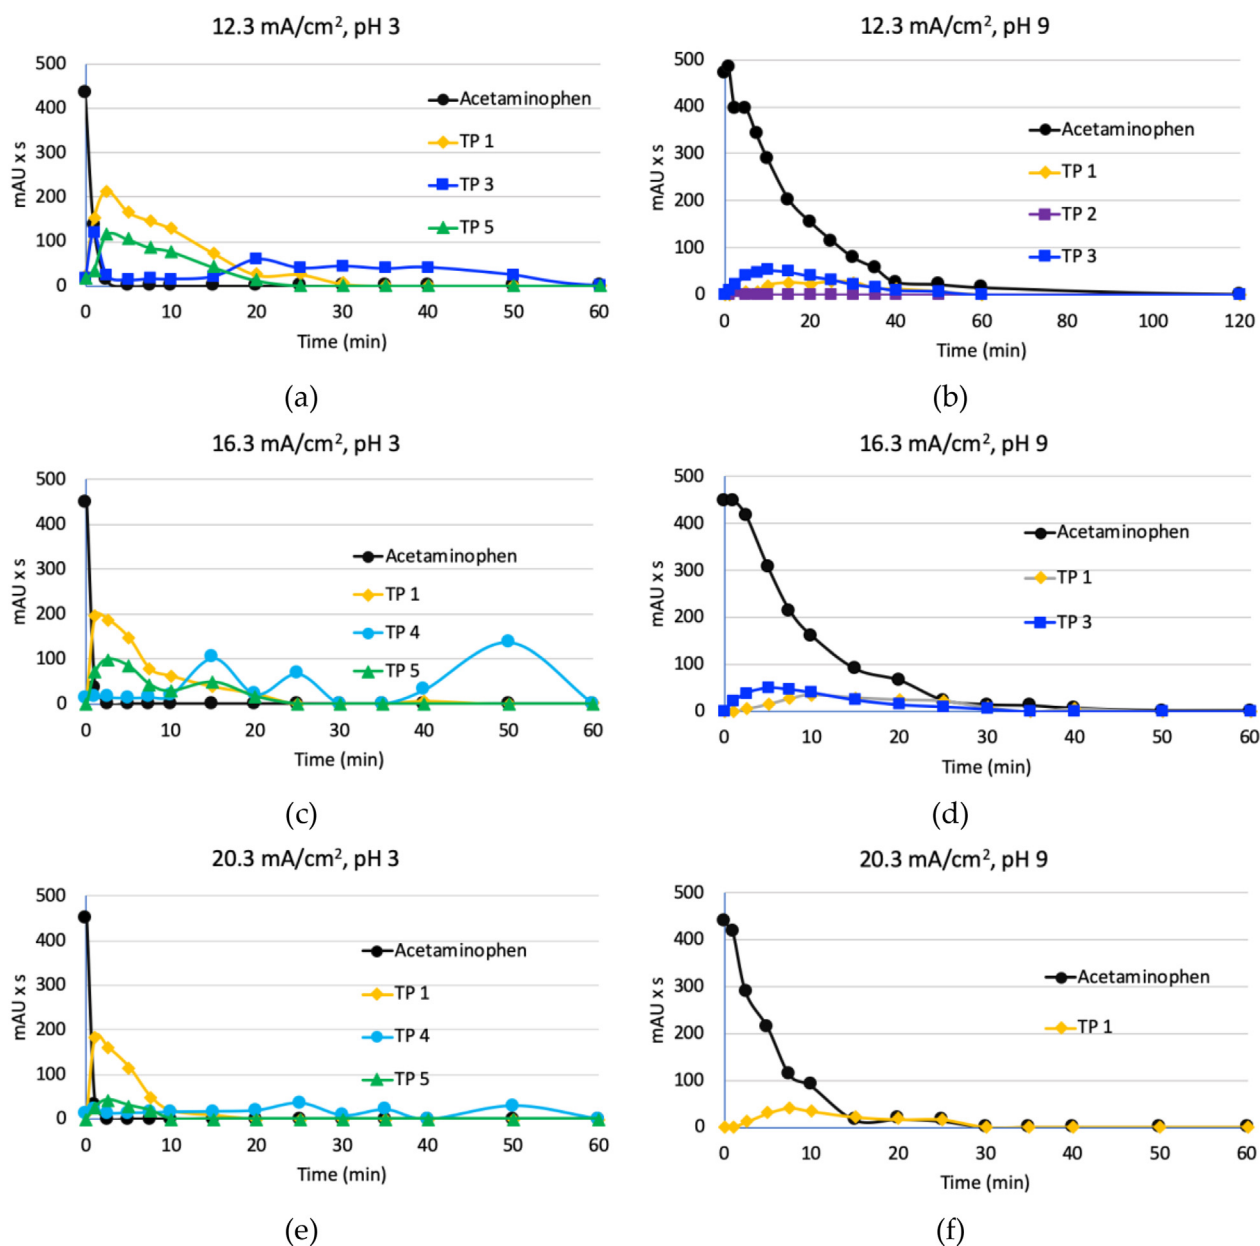 12.3 mA/cm², pH 3
500
400
300
200
100
0
mAU x s
Acetaminophen
TP 1
TP 3
TP 5
0 10 20 30 40 50 60
Time (min)
(a)
12.3 mA/cm², pH 9
500
400
300
200
100
0
mAU x s
Acetaminophen
TP 1
TP 2
TP 3
0 20 40 60 80 100 120
Time (min)
(b)
16.3 mA/cm², pH 3
500
400
300
200
100
0
mAU x s
Acetaminophen
TP 1
TP 4
TP 5
0 10 20 30 40 50 60
Time (min)
(c)
16.3 mA/cm², pH 9
500
400
300
200
100
0
mAU x s
Acetaminophen
TP 1
TP 3
0 10 20 30 40 50 60
Time (min)
(d)
20.3 mA/cm², pH 3
500
400
300
200
100
0
mAU x s
Acetaminophen
TP 1
TP 4
TP 5
0 10 20 30 40 50 60
Time (min)
(e)
20.3 mA/cm², pH 9
500
400
300
200
100
0
mAU x s
Acetaminophen
TP 1
0 10 20 30 40 50 60
Time (min)
(f)